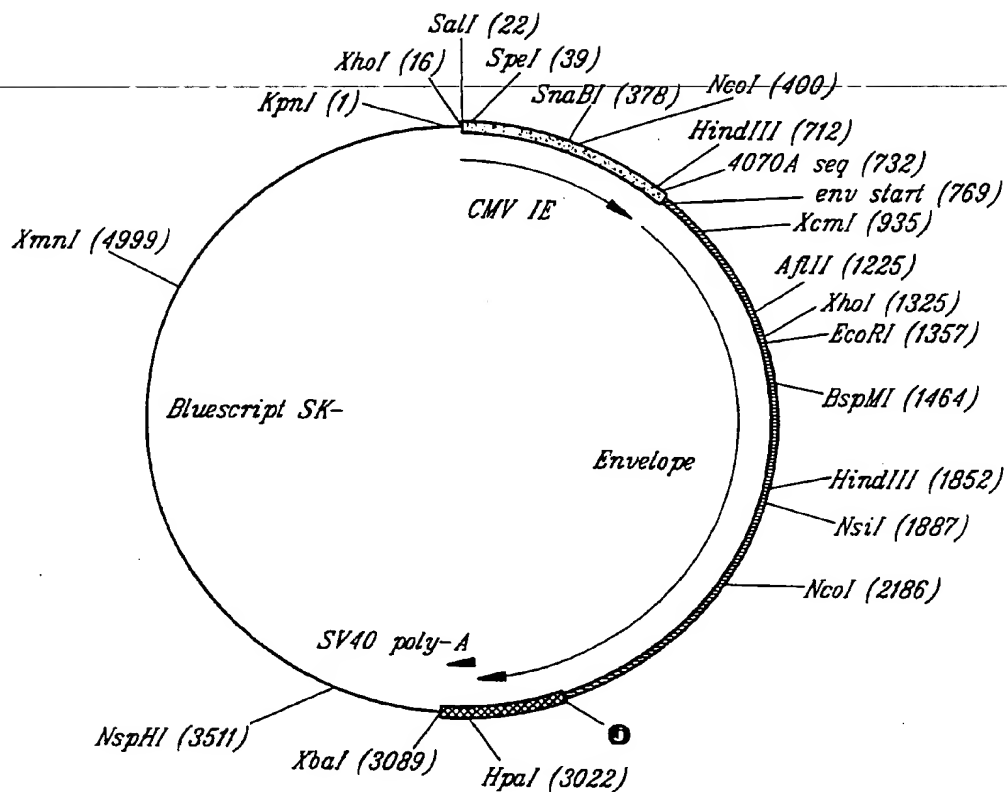 SalI (22)
XhoI (16)
SpeI (39)
KpnI (1)
SnaBI (378)
NcoI (400)
HindIII (712)
4070A seq (732)
env start (769)
CMV IE
XcmI (935)
XmnI (4999)
AflII (1225)
XhoI (1325)
EcoRI (1357)
Bluescript SK-
BspMI (1464)
Envelope
HindIII (1852)
NsiI (1887)
NcoI (2186)
SV40 poly-A
NspHI (3511)
J
XbaI (3089)
HpaI (3022)